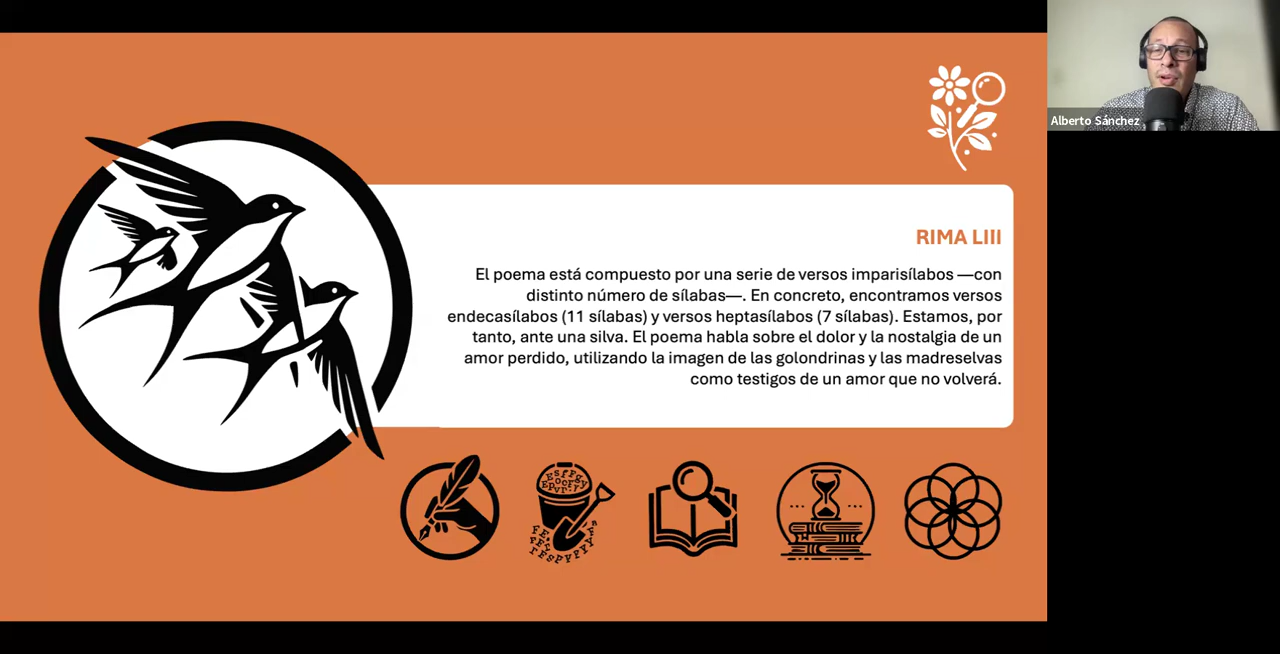 RIMA LIII
El poema está compuesto por una serie de versos imparisílabos —con
distinto número de sílabas—. En concreto, encontramos versos
endecasílabos (11 sílabas) y versos heptasílabos (7 sílabas). Estamos, por
tanto, ante una silva. El poema habla sobre el dolor y la nostalgia de un
amor perdido, utilizando la imagen de las golondrinas y las madreselvas
como testigos de un amor que no volverá.
Alberto Sánchez